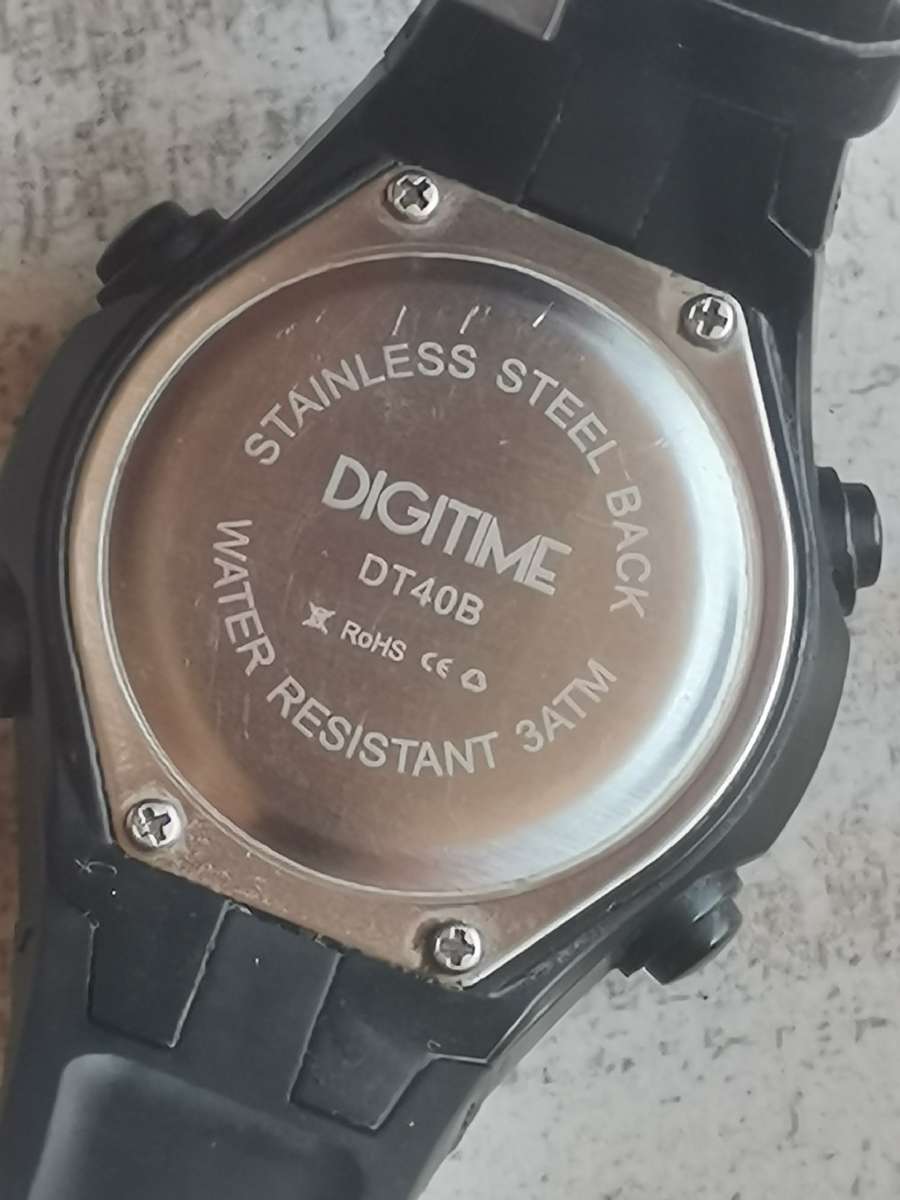 STAINLESS STEEL BACK
DIGITIME
DT40B
RoHS CE
WATER RESISTANT 3ATM